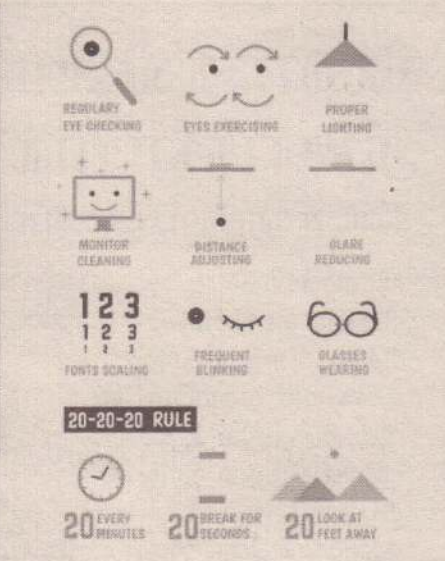 REGULARY
EYE CHECKING
EYES EXERCISING
PROPER
LIGHTING
MONITOR
CLEANING
DISTANCE
ADJUSTING
GLARE
REDUCING
1 2 3
1 2 3
1 2 3
FONTS SCALING
FREQUENT
BLINKING
GLASSES
WEARING
20-20-20 RULE
20 EVERY
MINUTES
20 BREAK FOR
SECONDS
20 LOOK AT
FEET AWAY